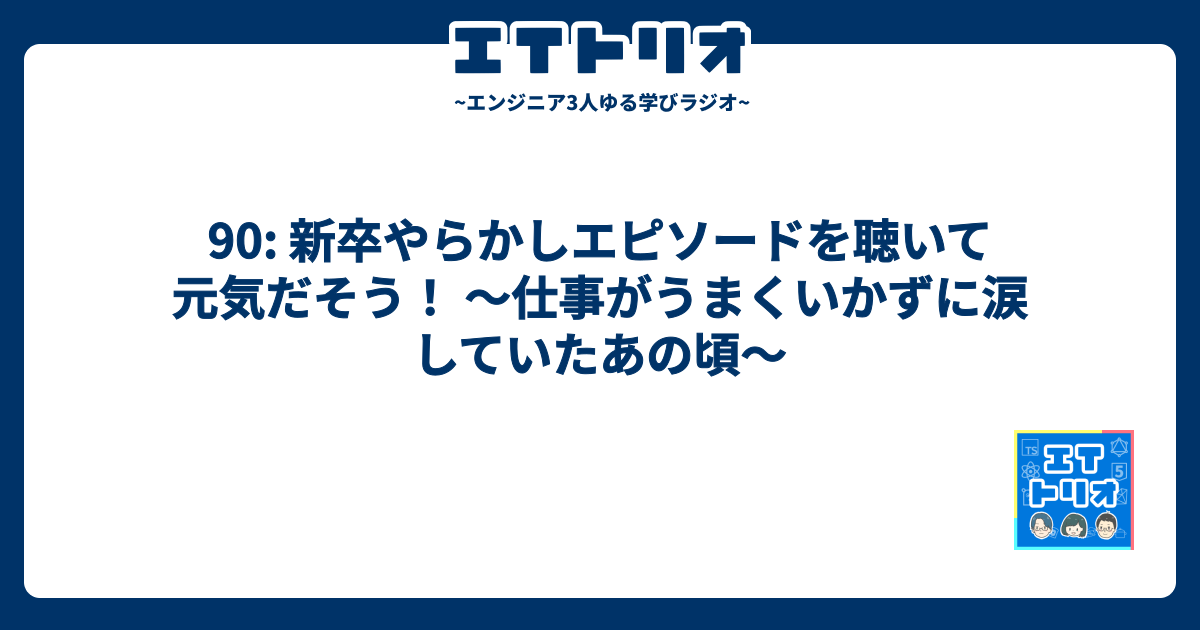 エイトリオ
~エンジニア3人ゆる学びラジオ~
90: 新卒やらかしエピソードを聴いて
元気だそう！ ～仕事がうまくいかずに涙
していたあの頃～
TS
エイ
トリオ
5